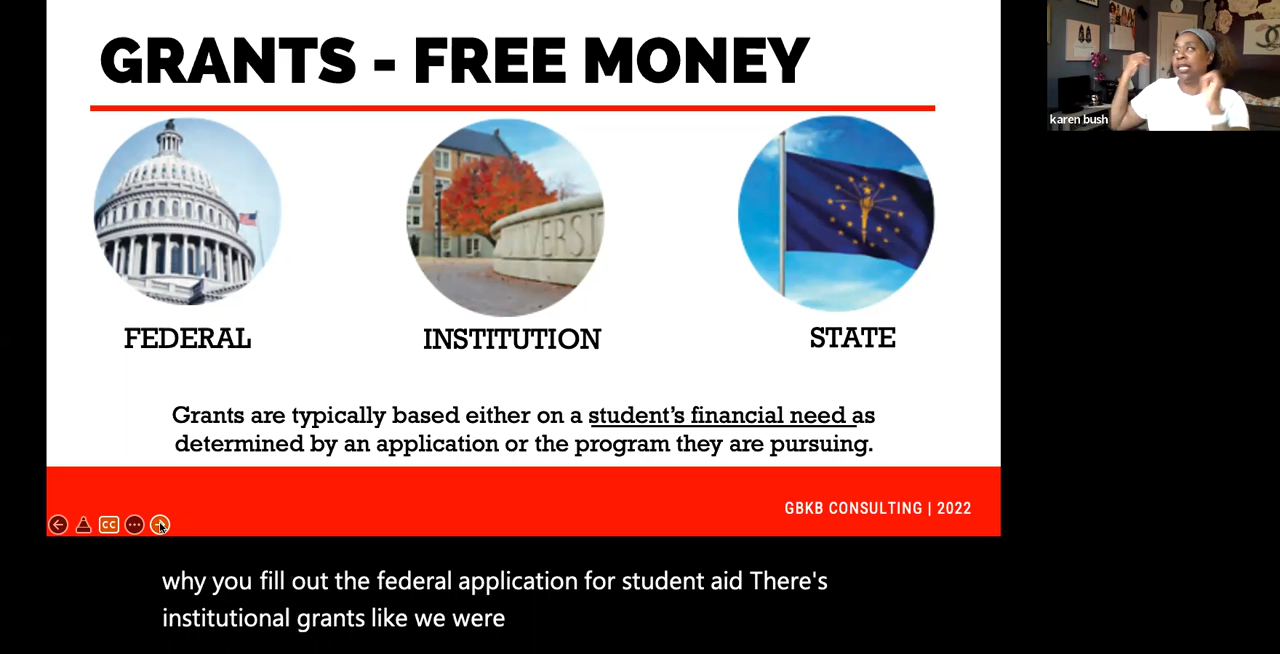 GRANTS - FREE MONEY
karen bush
FEDERAL
INSTITUTION
STATE
Grants are typically based either on a student's financial need as
determined by an application or the program they are pursuing.
GBKB CONSULTING | 2022
CC
why you fill out the federal application for student aid There's
institutional grants like we were